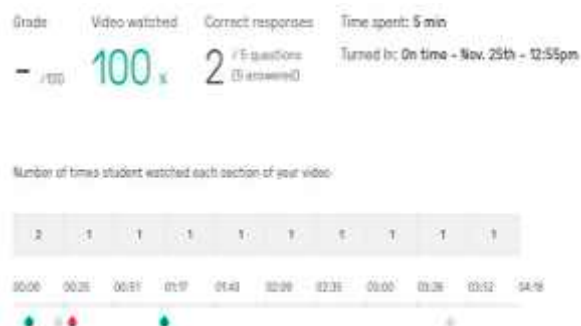 Grade Video watched Correct responses Time spent: 5 min
- /100 100 % 2 / 5 questions (5 answered) Turned in: On time - Nov. 25th - 12:55pm
Number of times student watched each section of your video
2 1 1 1 1 1 1 1 1 1
00:00 00:25 00:51 01:17 01:43 02:09 02:35 03:00 03:26 03:52 04:18